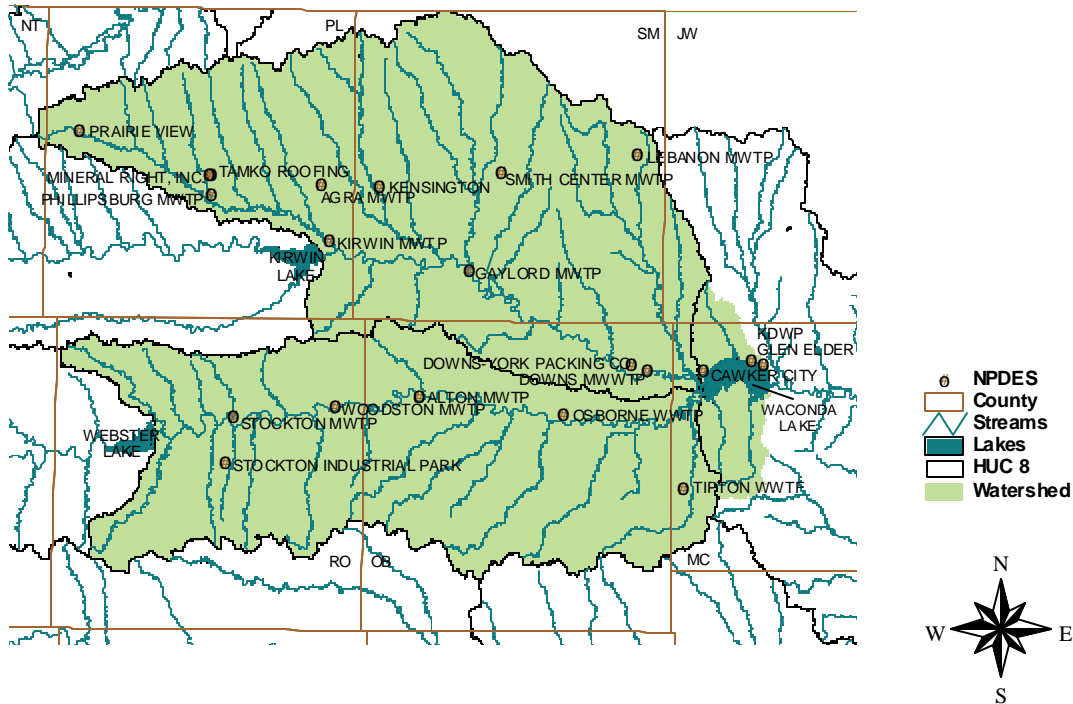 NT
PL
SM
JW
PRAIRIE VIEW
LEBANON MWTP
MINERAL RIGHT, INC.
TAMKO ROOFING
KENSINGTON
SMITH CENTER MWTP
PHILLIPSBURG MWTP
AGRA MWTP
KIRWIN MWTP
KIRWIN
LAKE
GAYLORD MWTP
KDWP
GLEN ELDER
DOWNS-YORK PACKING CO
DOWNS MWWTP
CAWKER CITY
ALTON MWTP
WOODSTON MWTP
OSBORNE WWTP
WACONDA
LAKE
STOCKTON MWTP
WEBSTER
LAKE
STOCKTON INDUSTRIAL PARK
TIPTON WWTF
RO
OB
MC
NPDES
County
Streams
Lakes
HUC 8
Watershed
N
W
E
S